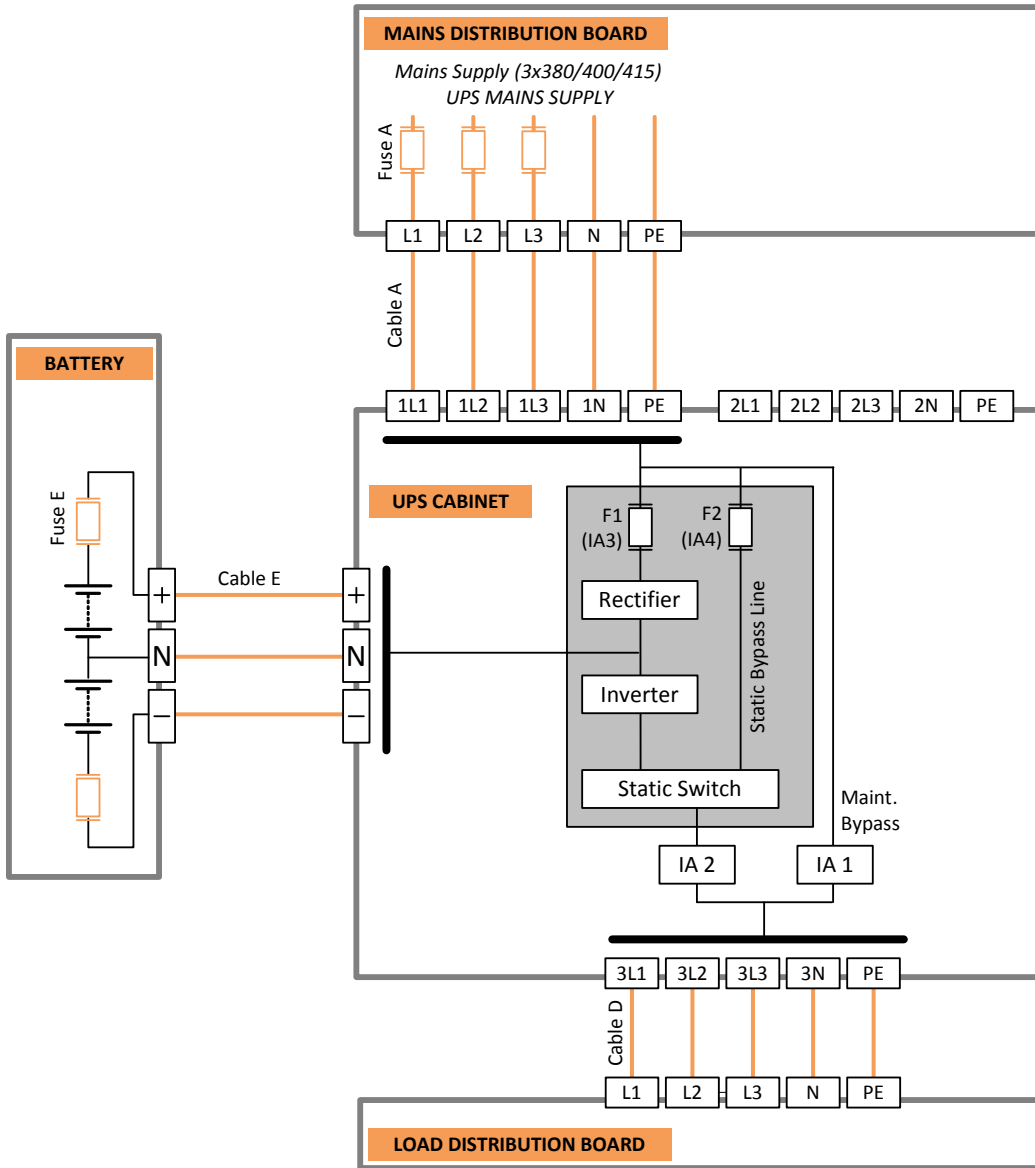 MAINS DISTRIBUTION BOARD
Mains Supply (3x380/400/415)
UPS MAINS SUPPLY
Fuse A
L1 L2 L3 N PE
Cable A
BATTERY
1L1 1L2 1L3 1N PE 2L1 2L2 2L3 2N PE
Fuse E
UPS CABINET
F1
(IA3)
F2
(IA4)
Cable E
+ +
Rectifier
N N
Static Bypass Line
Inverter
− −
Static Switch
Maint.
Bypass
IA 2 IA 1
3L1 3L2 3L3 3N PE
Cable D
L1 L2 L3 N PE
LOAD DISTRIBUTION BOARD